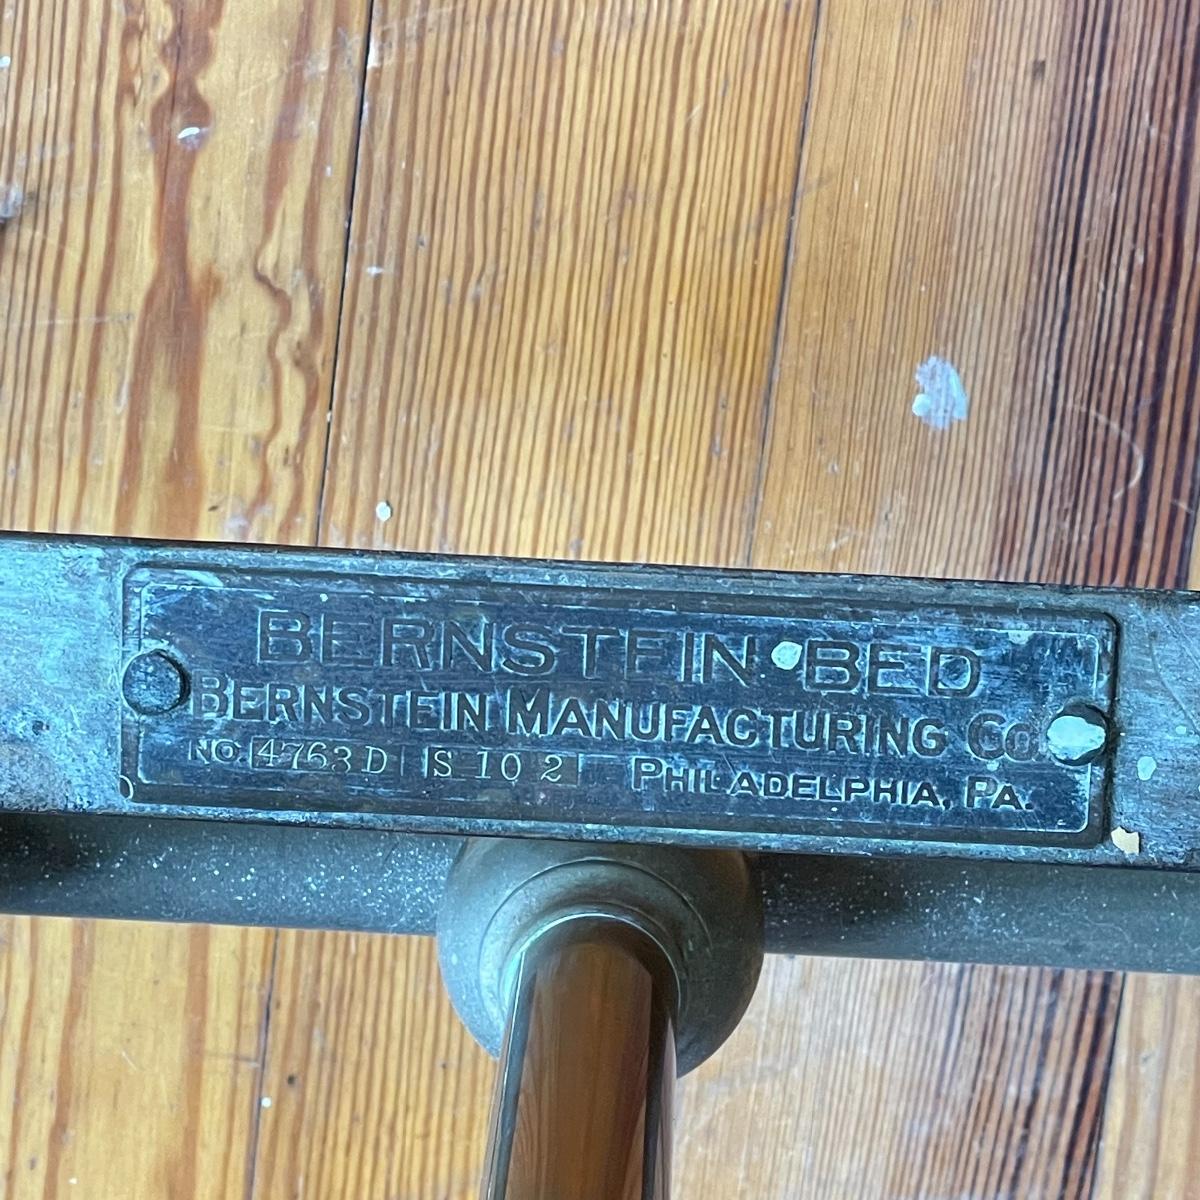 BERNSTEIN BED
BERNSTEIN MANUFACTURING CO.
NO. 4763 D S 10 2 PHILADELPHIA, PA.